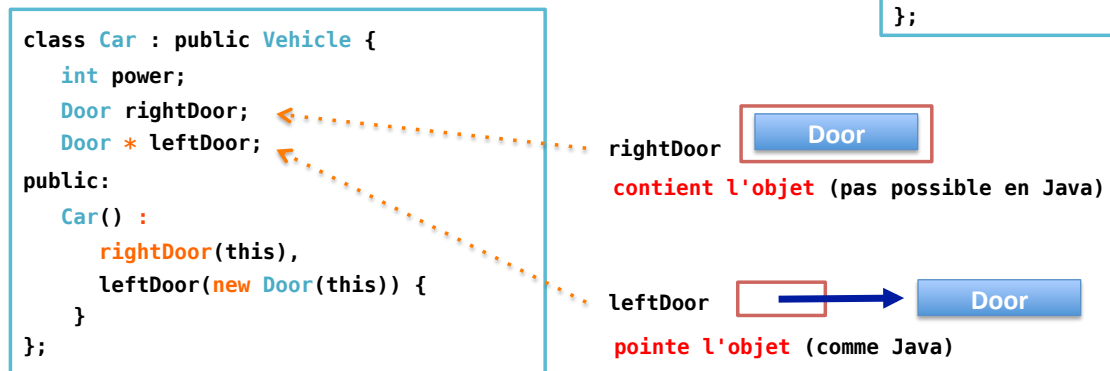 };
class Car : public Vehicle {
int power;
Door rightDoor;
Door * leftDoor;
public:
Car() :
rightDoor(this),
leftDoor(new Door(this)) {
}
};
rightDoor
Door
contient l'objet (pas possible en Java)
leftDoor
Door
pointe l'objet (comme Java)